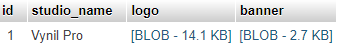 id studio_name logo banner
1 Vynil Pro [BLOB - 14.1 KB] [BLOB - 2.7 KB]